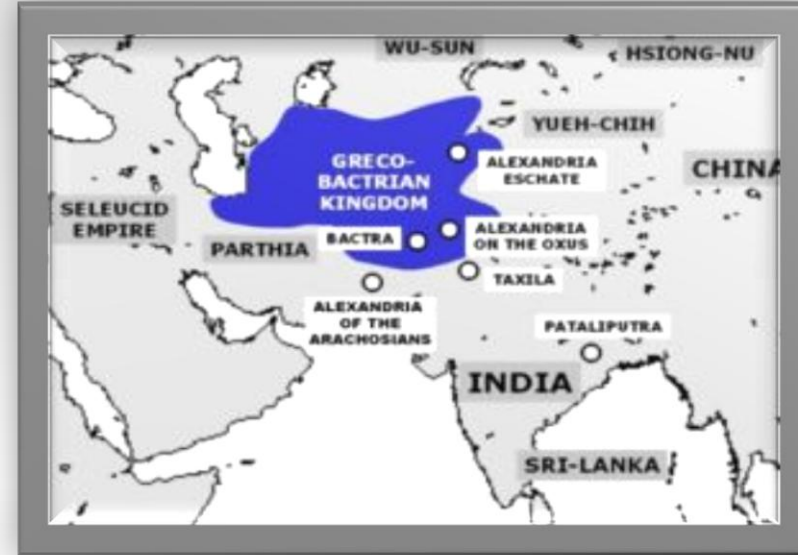 WU-SUN
HSIONG-NU
YUEH-CHIH
GRECO-
BACTRIAN
KINGDOM
ALEXANDRIA
ESCHATE
CHINA
SELEUCID
EMPIRE
PARTHIA
BACTRA
ALEXANDRIA
ON THE OXUS
TAXILA
ALEXANDRIA
OF THE
ARACHOSIANS
PATALIPUTRA
INDIA
SRI-LANKA